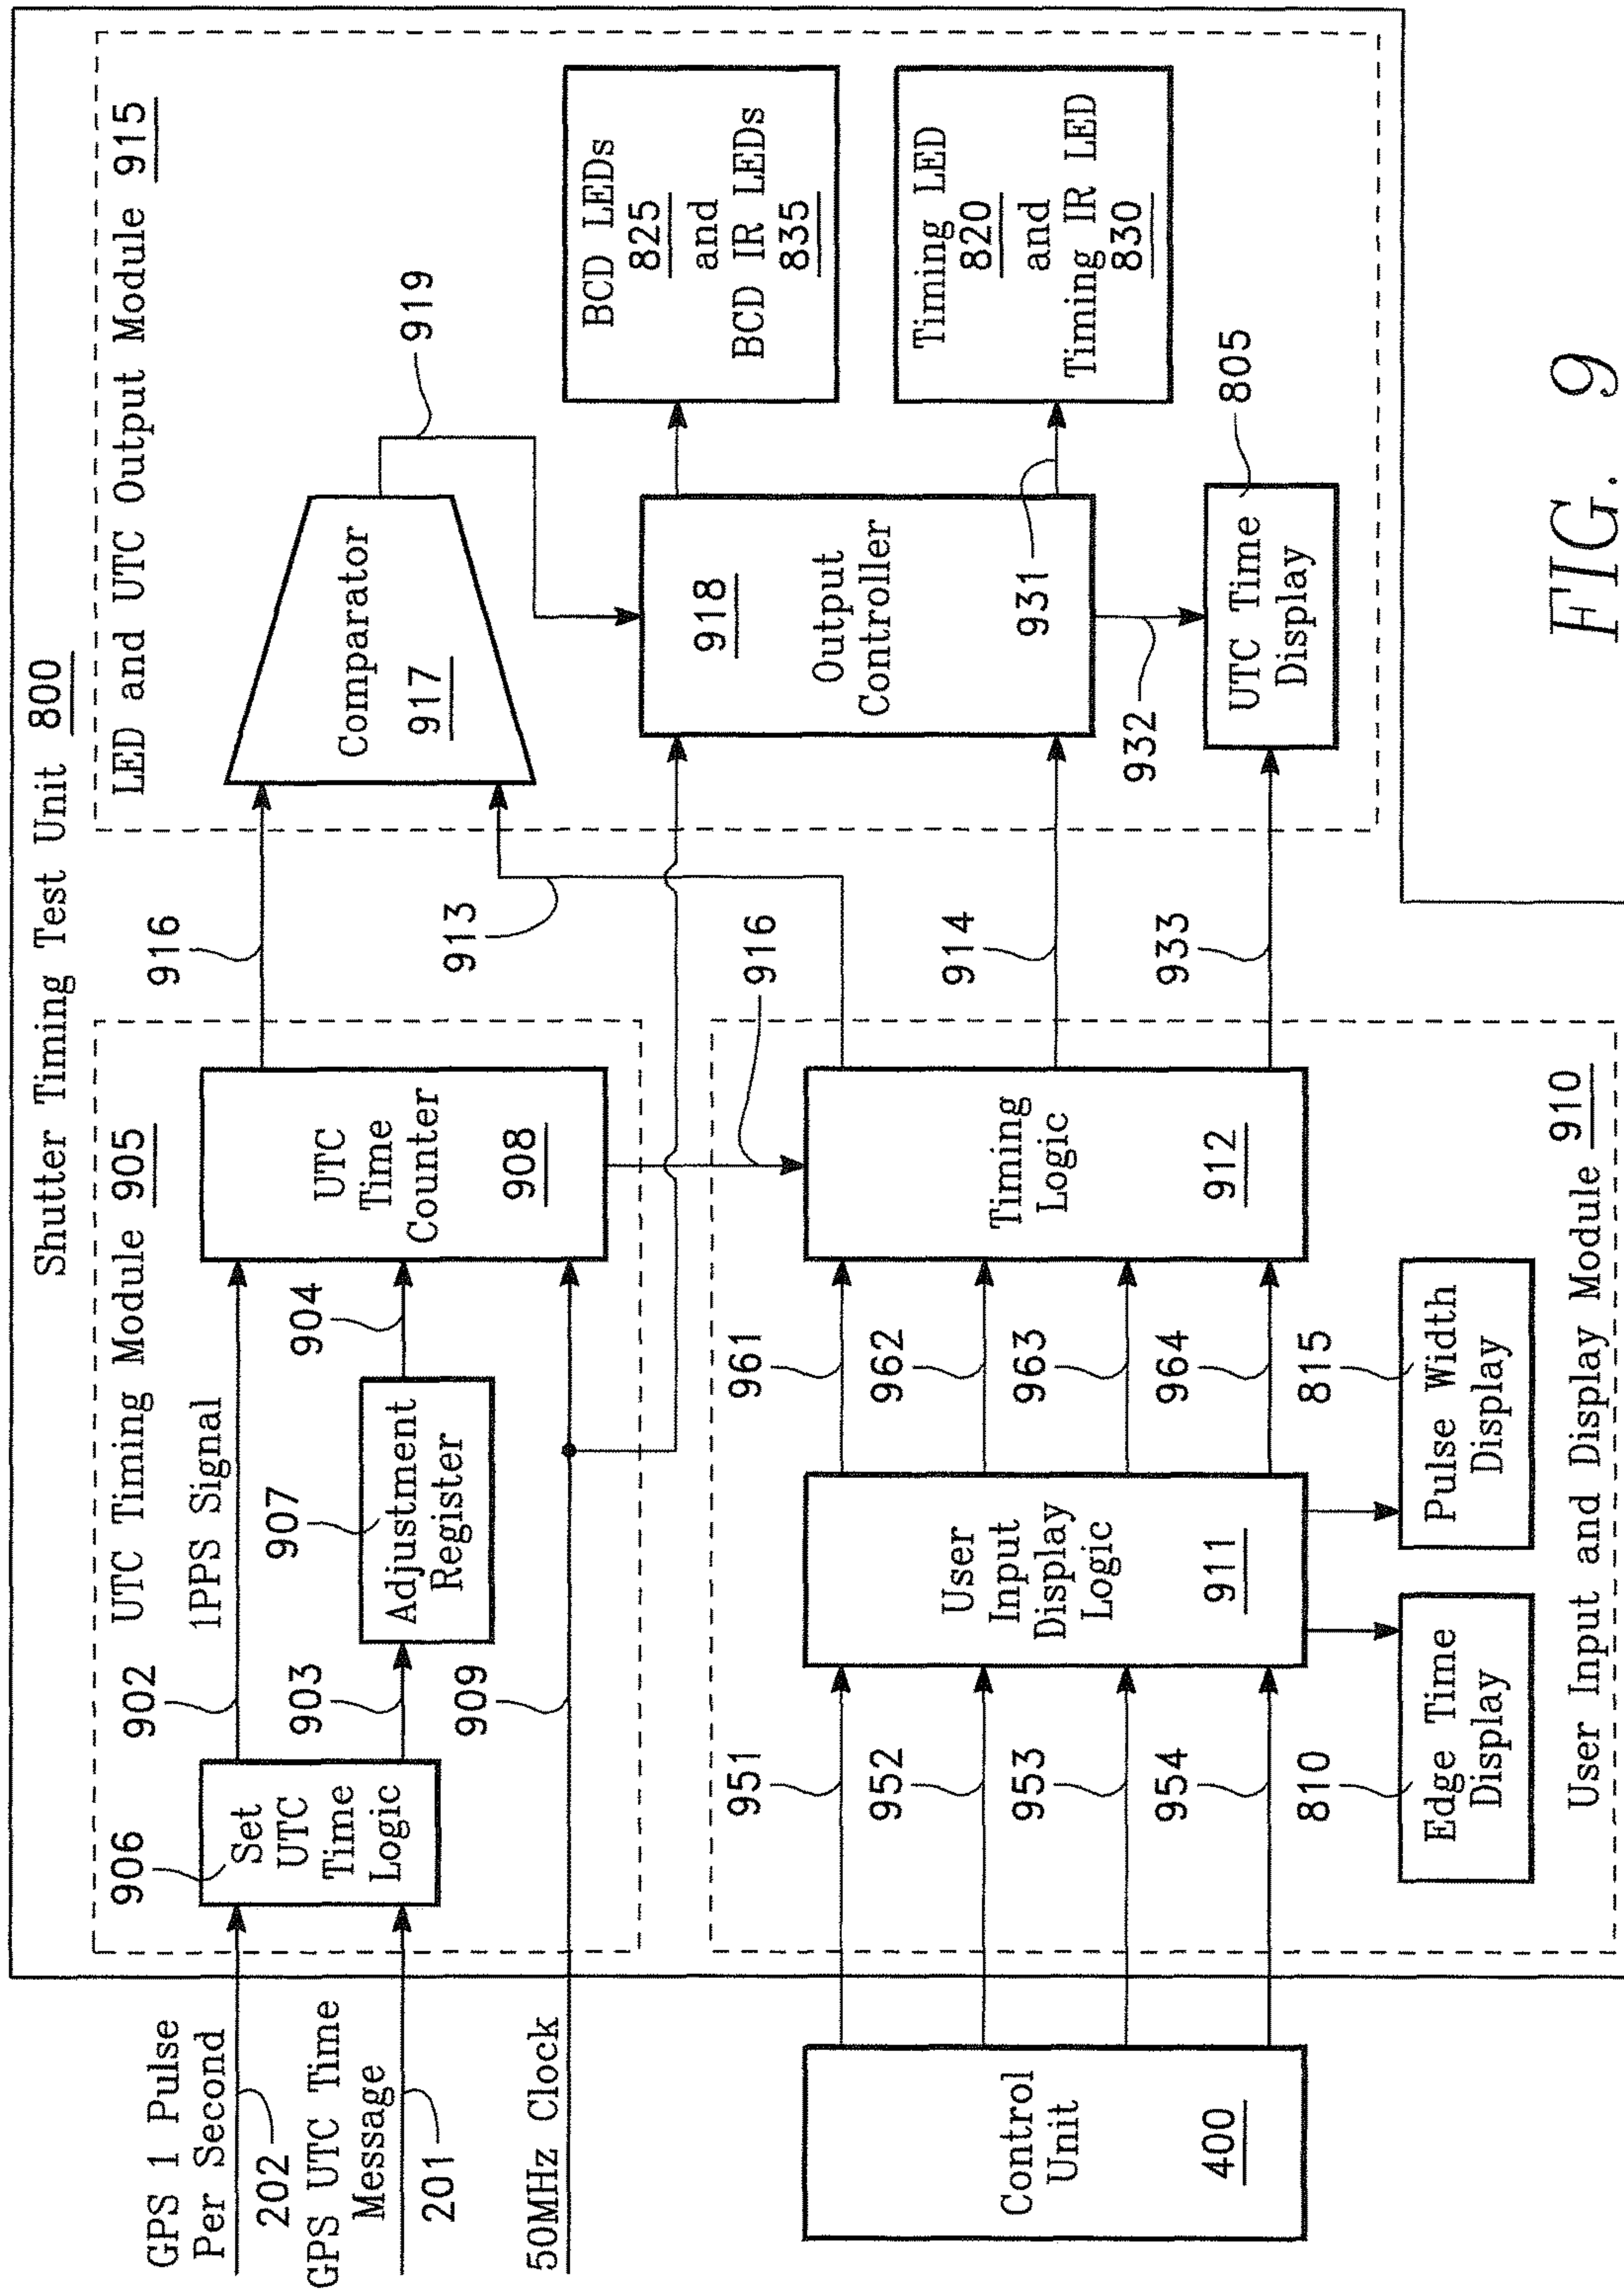 Shutter Timing Test Unit 800
UTC Timing Module 905
LED and UTC Output Module 915
GPS 1 Pulse
Per Second
202
GPS UTC Time
Message
201
50MHz Clock
906
Set
UTC
Time
Logic
902
1PPS Signal
903
907
Adjustment
Register
904
909
UTC
Time
Counter
908
916
913
916
Comparator
917
919
918
Output
Controller
931
932
BCD LEDs
825
and
BCD IR LEDs
835
Timing LED
820
and
Timing IR LED
830
UTC Time
Display
805
Control
Unit
400
951
952
953
954
User
Input
Display
Logic
911
961
962
963
964
Timing
Logic
912
914
933
810
Edge Time
Display
815
Pulse Width
Display
User Input and Display Module 910
FIG. 9